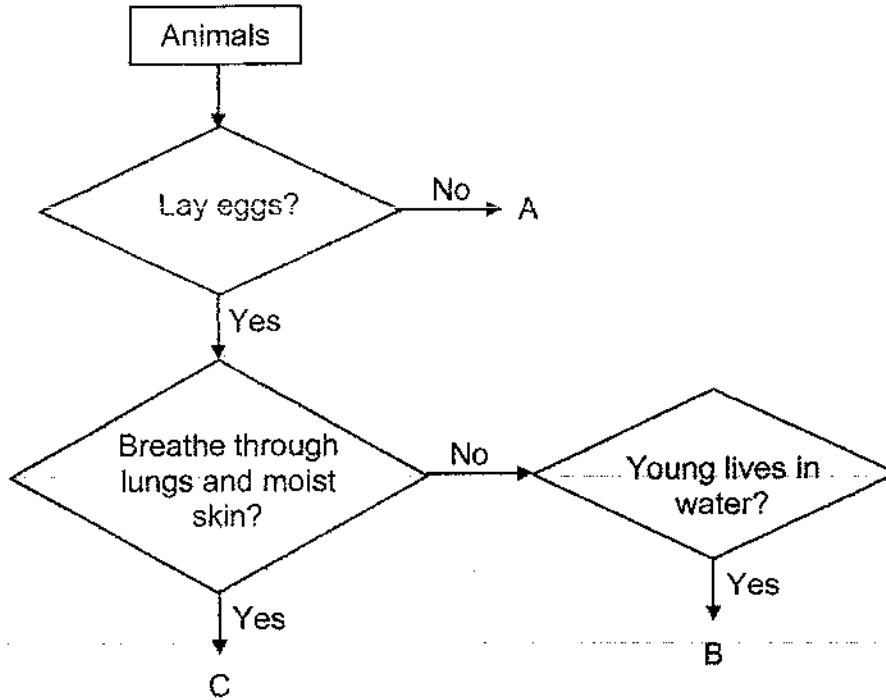 Animals
Lay eggs?
No
A
Yes
Breathe through
lungs and moist
skin?
No
Young lives in
water?
Yes
C
Yes
B